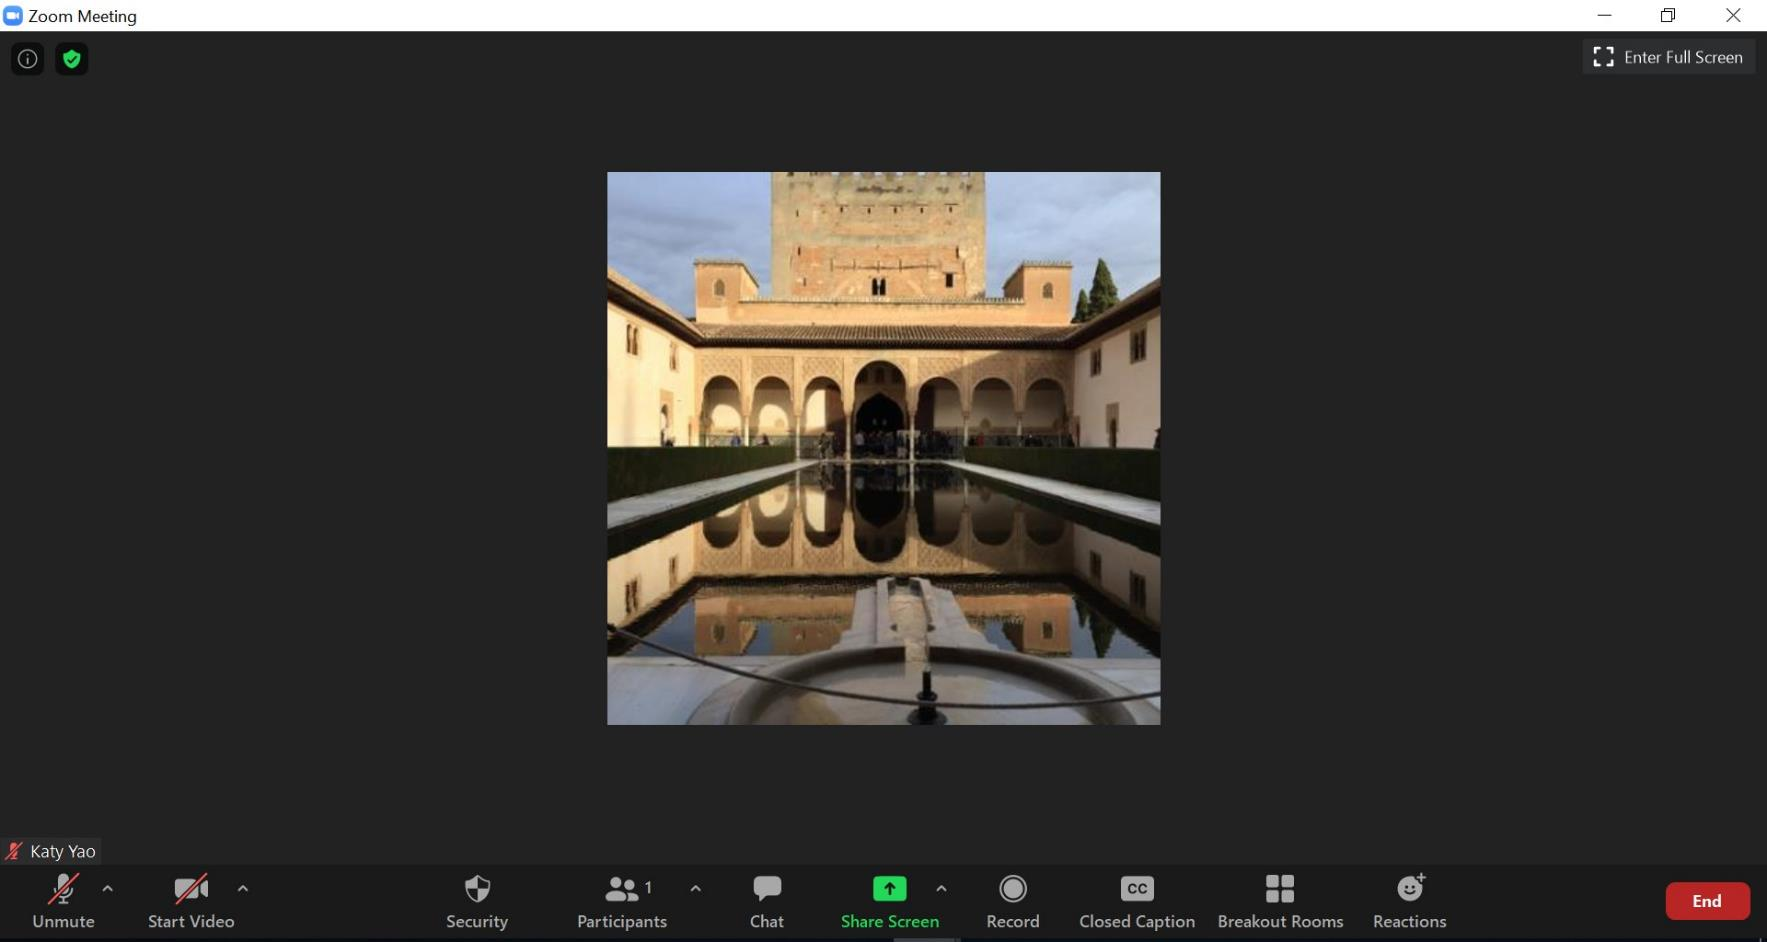 Zoom Meeting
Enter Full Screen
Katy Yao
Unmute
Start Video
Security
1
Participants
Chat
Share Screen
Record
CC
Closed Caption
Breakout Rooms
Reactions
End